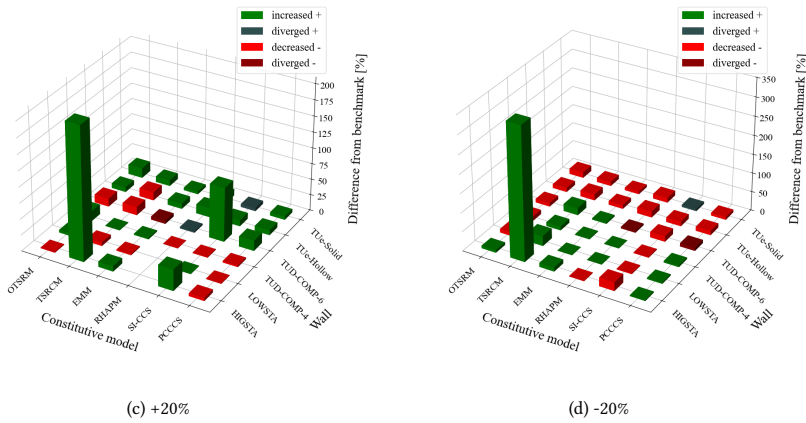 increased +
diverged +
decreased -
diverged -
200
175
150
125
100
75
50
25
0
Difference from benchmark [%]
OTSRM
TSRCM
EMM
RHAPM
SI-CCS
PCCCS
Constitutive model
HIGSTA
LOWSTA
TUD-COMP-4
TUD-COMP-6
TUe-Hollow
TUe-Solid
Wall
(c) +20%
increased +
diverged +
decreased -
diverged -
350
300
250
200
150
100
50
0
Difference from benchmark [%]
OTSRM
TSRCM
EMM
RHAPM
SI-CCS
PCCCS
Constitutive model
HIGSTA
LOWSTA
TUD-COMP-4
TUD-COMP-6
TUe-Hollow
TUe-Solid
Wall
(d) -20%